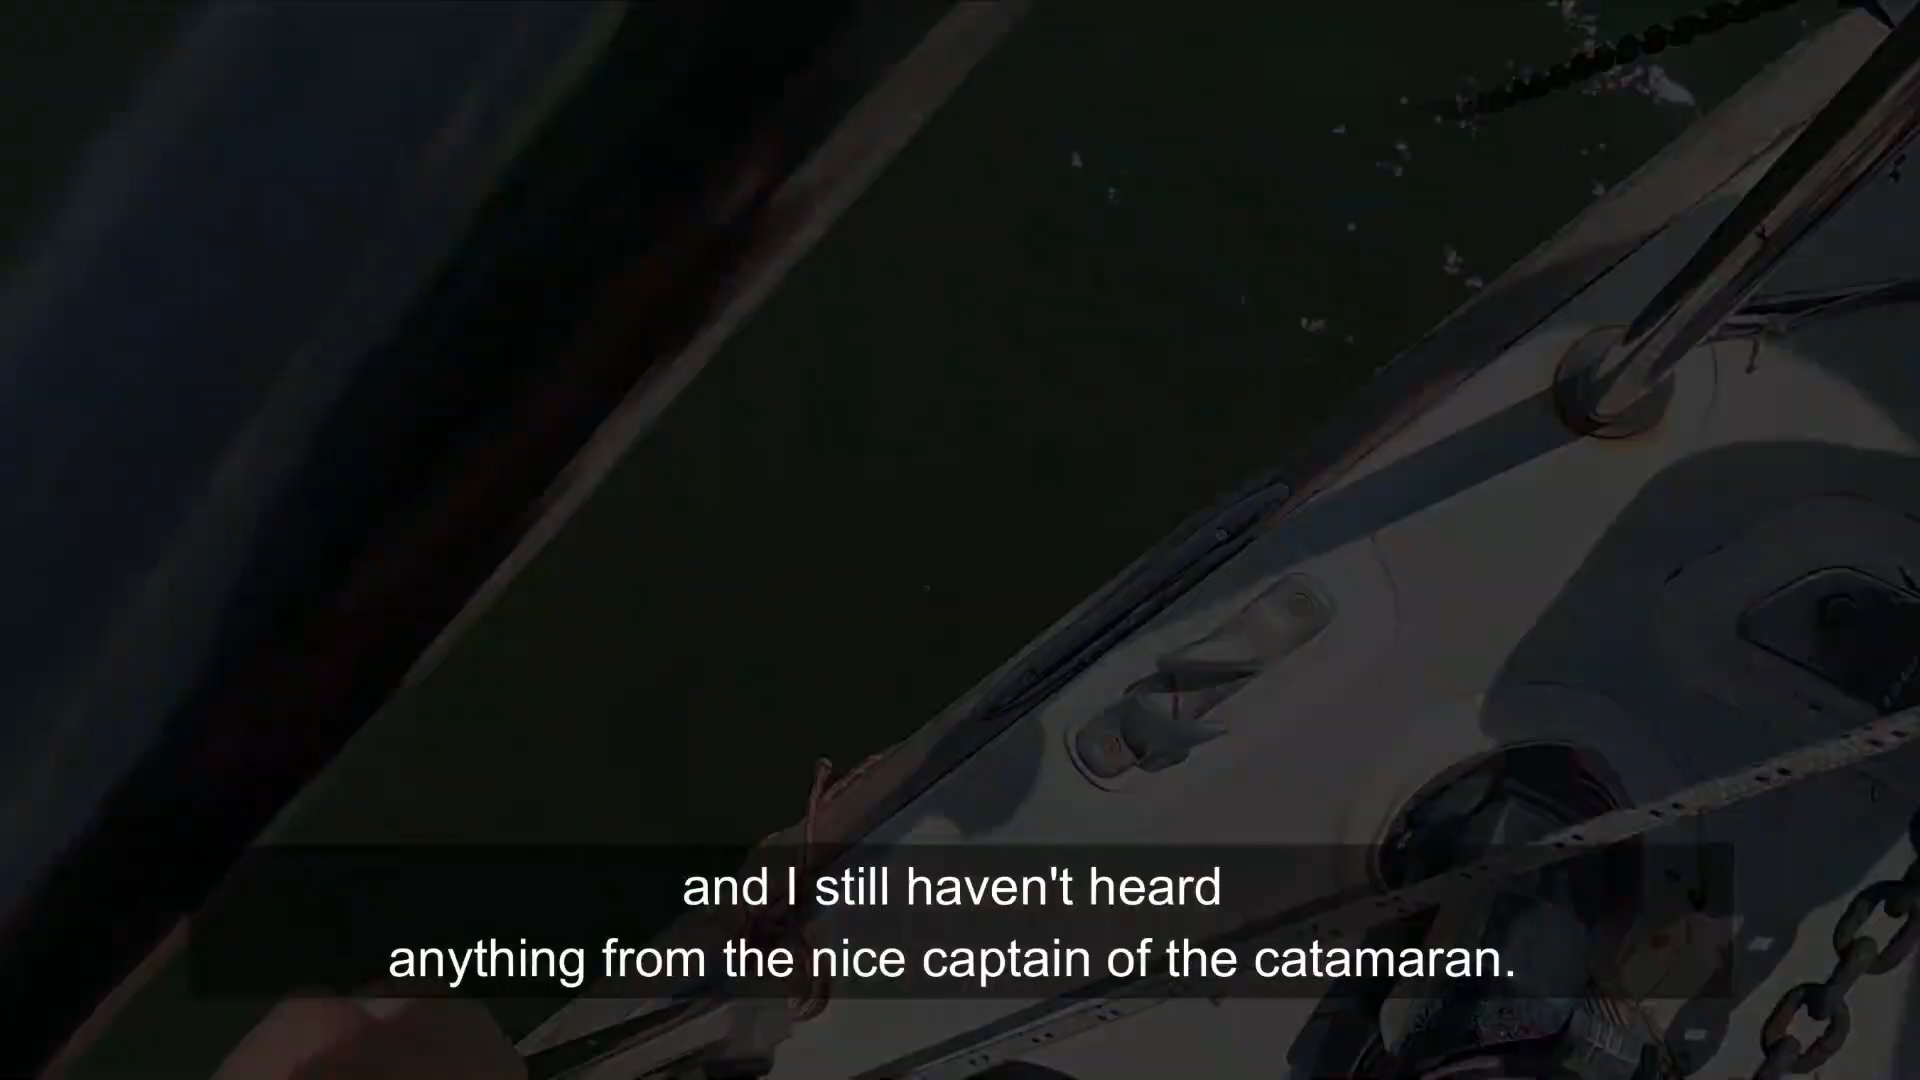 and I still haven't heard
anything from the nice captain of the catamaran.